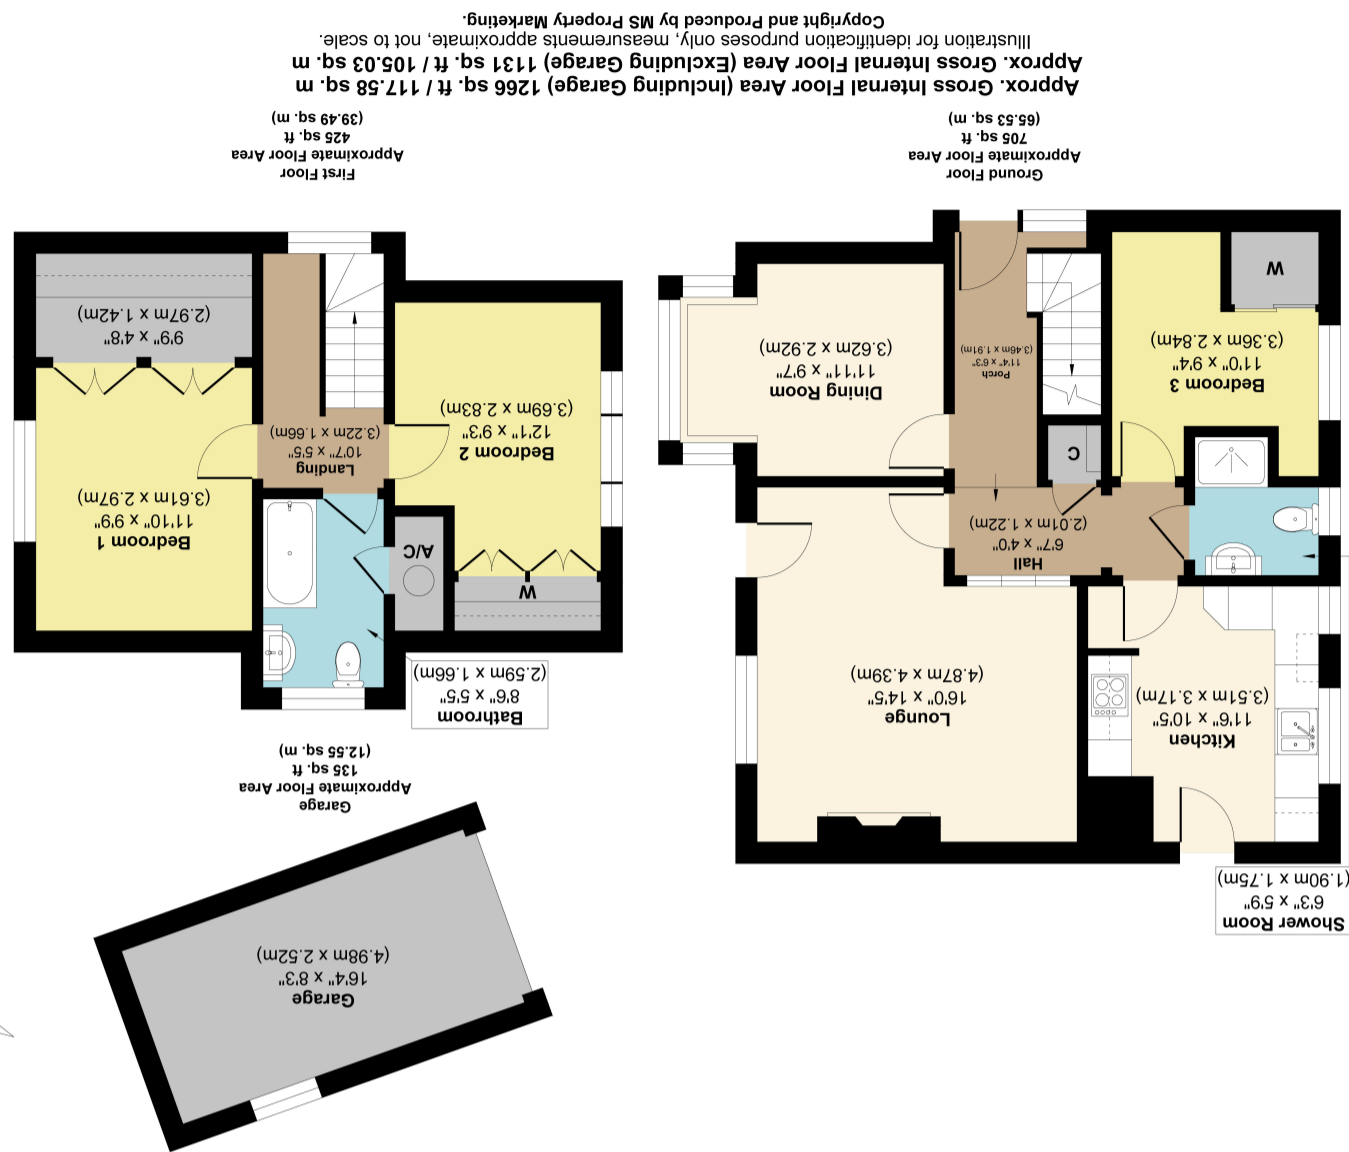 Shower Room
6'3" x 5'9"
(1.90m x 1.75m)
Kitchen
11'6" x 10'5"
(3.51m x 3.17m)
Lounge
16'0" x 14'5"
(4.87m x 4.39m)
Hall
6'7" x 4'0"
(2.01m x 1.22m)
C
Bedroom 3
11'0" x 9'4"
(3.36m x 2.84m)
W
Porch
11'4" x 6'3"
(3.46m x 1.91m)
Dining Room
11'11" x 9'7"
(3.62m x 2.92m)
Ground Floor
Approximate Floor Area
705 sq. ft
(65.53 sq. m)
Garage
16'4" x 8'3"
(4.98m x 2.52m)
Garage
Approximate Floor Area
135 sq. ft
(12.55 sq. m)
Bathroom
8'6" x 5'5"
(2.59m x 1.66m)
W
A/C
Bedroom 2
12'1" x 9'3"
(3.69m x 2.83m)
Landing
10'7" x 5'5"
(3.22m x 1.66m)
Bedroom 1
11'10" x 9'9"
(3.61m x 2.97m)
9'9" x 4'8"
(2.97m x 1.42m)
First Floor
Approximate Floor Area
425 sq. ft
(39.49 sq. m)
Approx. Gross Internal Floor Area (Including Garage) 1266 sq. ft / 117.58 sq. m
Approx. Gross Internal Floor Area (Excluding Garage) 1131 sq. ft / 105.03 sq. m
Illustration for identification purposes only, measurements approximate, not to scale.
Copyright and Produced by MS Property Marketing.